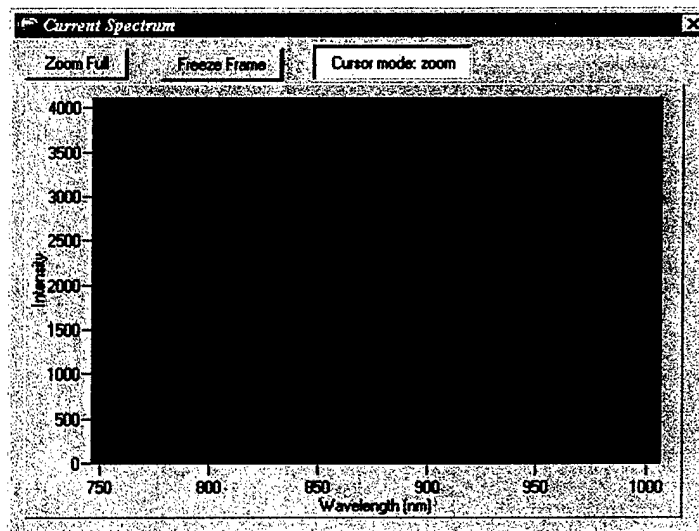 Current Spectrum
Zoom Full Freeze Frame Cursor mode: zoom
4000
3500
3000
2500
2000
1500
1000
500
0
Intensity
750 800 850 900 950 1000
Wavelength (nm)